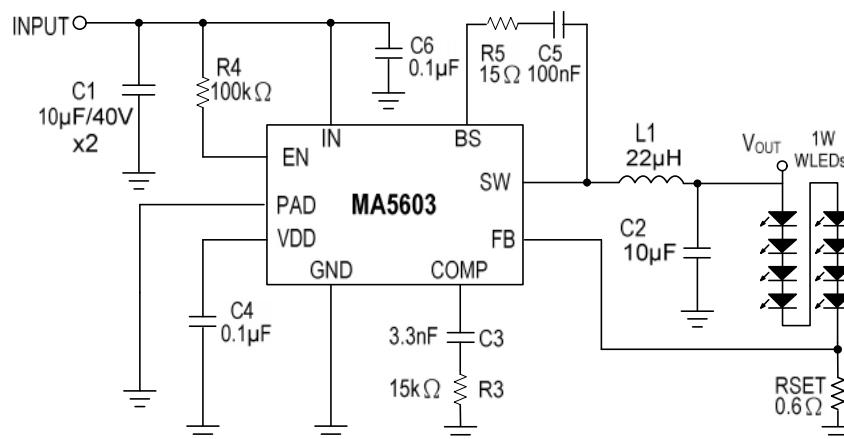 INPUT
C1
10µF/40V
x2
R4
100kΩ
C6
0.1µF
R5
15Ω
C5
100nF
IN
BS
EN
SW
PAD
MA5603
VDD
FB
GND
COMP
L1
22µH
VOUT
1W
WLEDs
C2
10µF
C4
0.1µF
3.3nF
C3
15kΩ
R3
RSET
0.6Ω